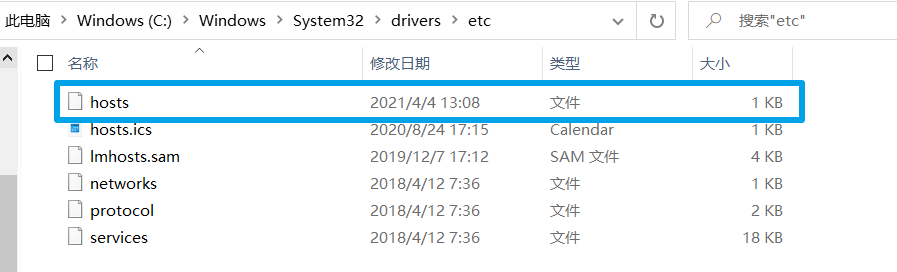 此电脑 > Windows (C:) > Windows > System32 > drivers > etc 搜索"etc"
名称 修改日期 类型 大小
hosts 2021/4/4 13:08 文件 1 KB
hosts.ics 2020/8/24 17:15 Calendar 1 KB
lmhosts.sam 2019/12/7 17:12 SAM 文件 4 KB
networks 2018/4/12 7:36 文件 1 KB
protocol 2018/4/12 7:36 文件 2 KB
services 2018/4/12 7:36 文件 18 KB